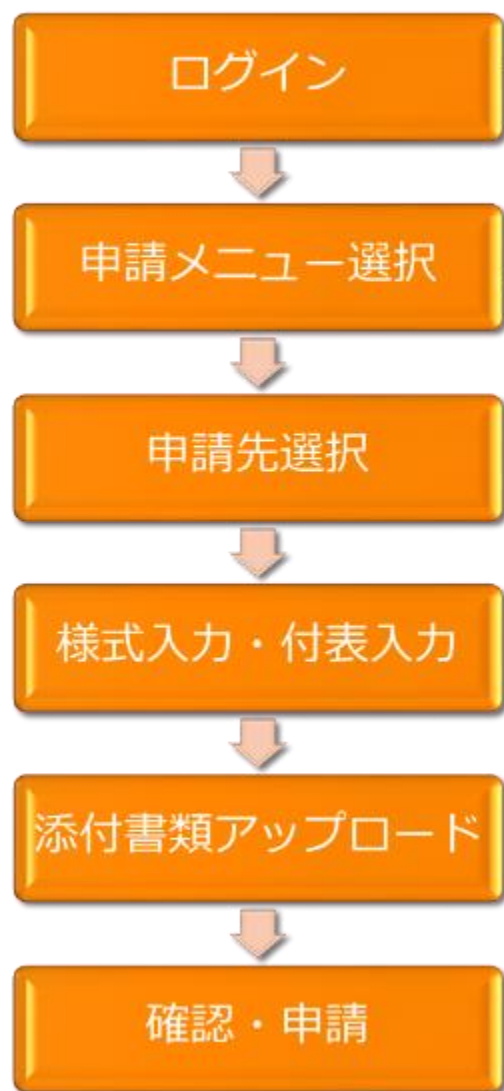 ログイン
申請メニュー選択
申請先選択
様式入力・付表入力
添付書類アップロード
確認・申請